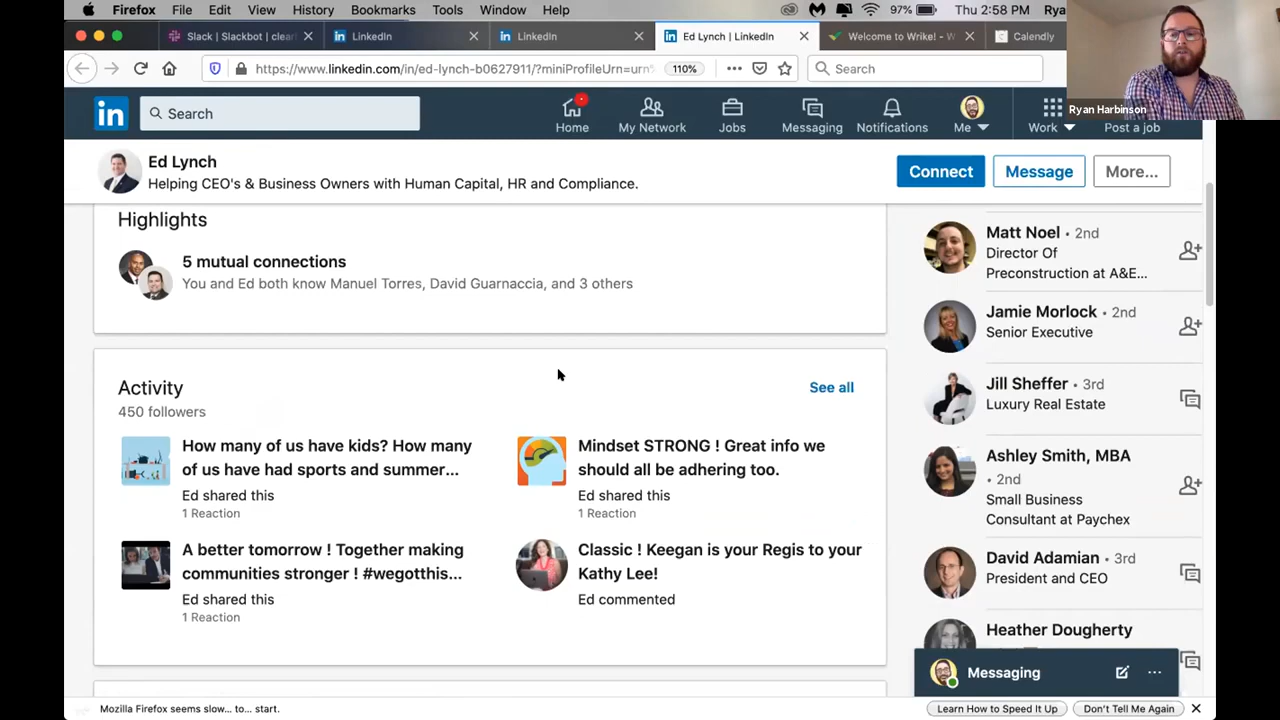 Firefox File Edit View History Bookmarks Tools Window Help 97% Thu 2:58 PM Rya
Slack | Slackbot | clear
LinkedIn
LinkedIn
Ed Lynch | LinkedIn
Welcome to Wrike! - W
Calendly
https://www.linkedin.com/in/ed-lynch-b0627911/?miniProfileUrn=urn%
110%
Search
Ryan Harbinson
in
Search
Home
My Network
Jobs
Messaging
Notifications
Me
Work
Post a job
Ed Lynch
Helping CEO's & Business Owners with Human Capital, HR and Compliance.
Connect
Message
More...
Highlights
5 mutual connections
You and Ed both know Manuel Torres, David Guarnaccia, and 3 others
Activity
See all
450 followers
How many of us have kids? How many
of us have had sports and summer...
Ed shared this
1 Reaction
Mindset STRONG ! Great info we
should all be adhering too.
Ed shared this
1 Reaction
A better tomorrow ! Together making
communities stronger ! #wegotthis...
Ed shared this
1 Reaction
Classic ! Keegan is your Regis to your
Kathy Lee!
Ed commented
Matt Noel • 2nd
Director Of
Preconstruction at A&E...
Jamie Morlock • 2nd
Senior Executive
Jill Sheffer • 3rd
Luxury Real Estate
Ashley Smith, MBA
• 2nd
Small Business
Consultant at Paychex
David Adamian • 3rd
President and CEO
Heather Dougherty
Messaging
Mozilla Firefox seems slow... to... start.
Learn How to Speed It Up
Don't Tell Me Again